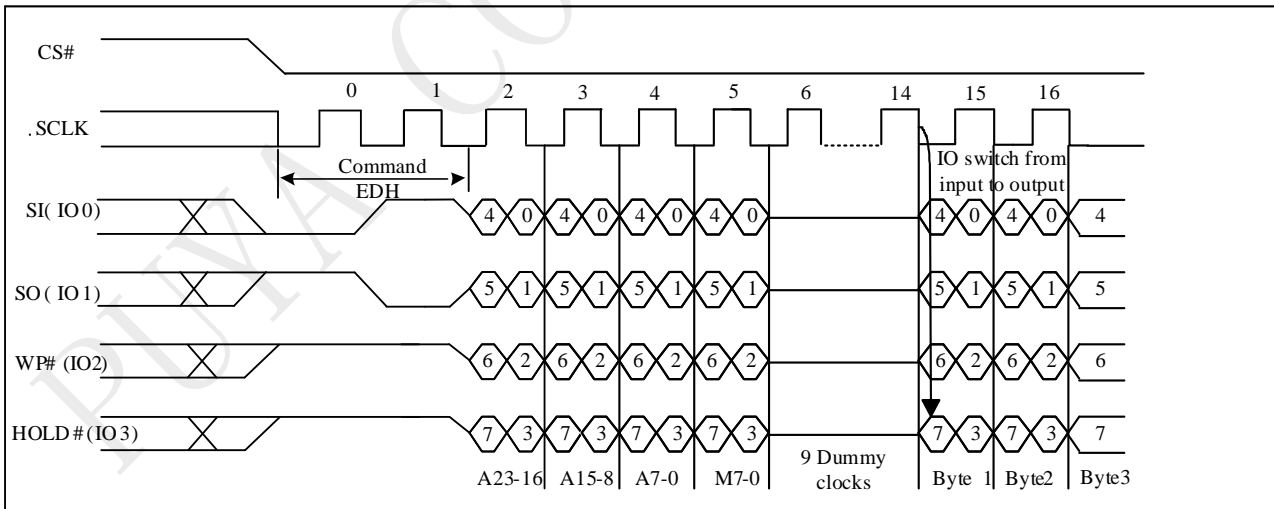 PUYA CO
CS#
0 1 2 3 4 5 6 14 15 16
.SCLK
Command
EDH
IO switch from
input to output
SI( IO0)
4 0 4 0 4 0 4 0 4 0 4 0 4
SO ( IO1)
5 1 5 1 5 1 5 1 5 1 5 1 5
WP# (IO2)
6 2 6 2 6 2 6 2 6 2 6 2 6
HOLD# (IO3)
7 3 7 3 7 3 7 3 7 3 7 3 7
A23-16 A15-8 A7-0 M7-0
9 Dummy
clocks
Byte 1 Byte2 Byte3